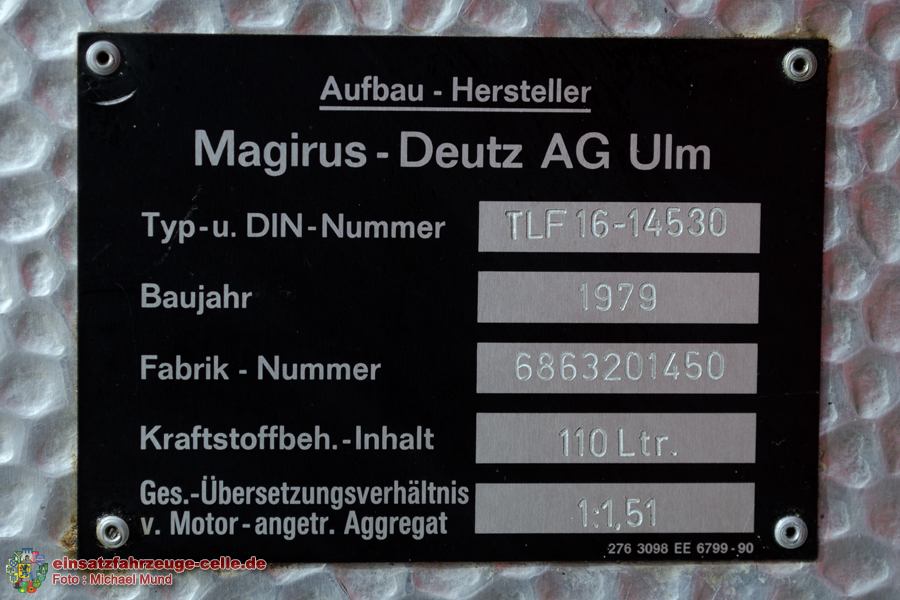 Aufbau - Hersteller
Magirus - Deutz AG Ulm
Typ-u. DIN-Nummer TLF 16-14530
Baujahr 1979
Fabrik - Nummer 6863201450
Kraftstoffbeh.-Inhalt 110 Ltr.
Ges.-Übersetzungsverhältnis
v. Motor-angetr. Aggregat 1:1,51
276 3098 EE 6799-90
einsatzfahrzeuge-celle.de
Foto : Michael Mund